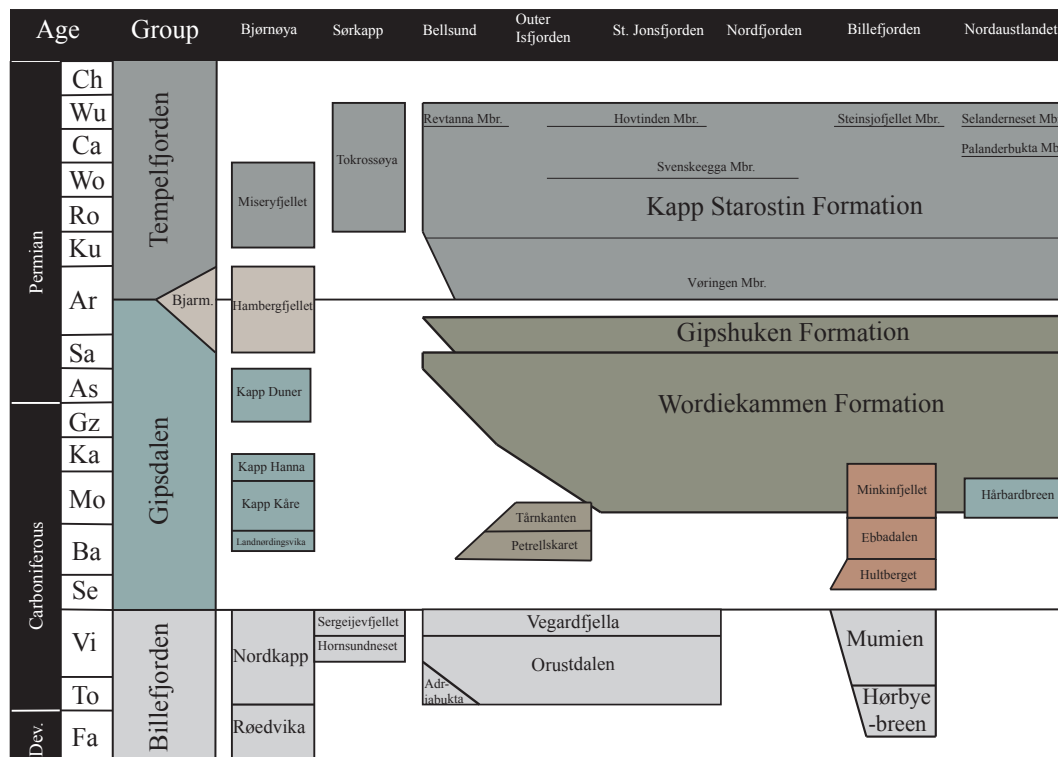 Age
Group
Bjørnøya
Sørkapp
Bellsund
Outer
Isfjorden
St. Jonsfjorden
Nordfjorden
Billefjorden
Nordaustlandet
Permian
Carboniferous
Dev.
Ch
Wu
Ca
Wo
Ro
Ku
Ar
Sa
As
Gz
Ka
Mo
Ba
Se
Vi
To
Fa
Tempelfjorden
Bjarm.
Gipsdalen
Billefjorden
Miseryfjellet
Hambergfjellet
Kapp Duner
Kapp Hanna
Kapp Kåre
Landnørdingsvika
Nordkapp
Røedvika
Tokrossøya
Sergeijevfjellet
Hornsundneset
Revtanna Mbr.
Hovtinden Mbr.
Steinsjofjellet Mbr.
Selanderneset Mbr
Palanderbukta Mb
Svenskeegga Mbr.
Kapp Starostin Formation
Vøringen Mbr.
Gipshuken Formation
Wordiekammen Formation
Tårnkanten
Petrellskaret
Minkinfjellet
Ebbadalen
Hultberget
Hårbardbreen
Vegardfjella
Orustdalen
Adr-
iabukta
Mumien
Hørbye
-breen